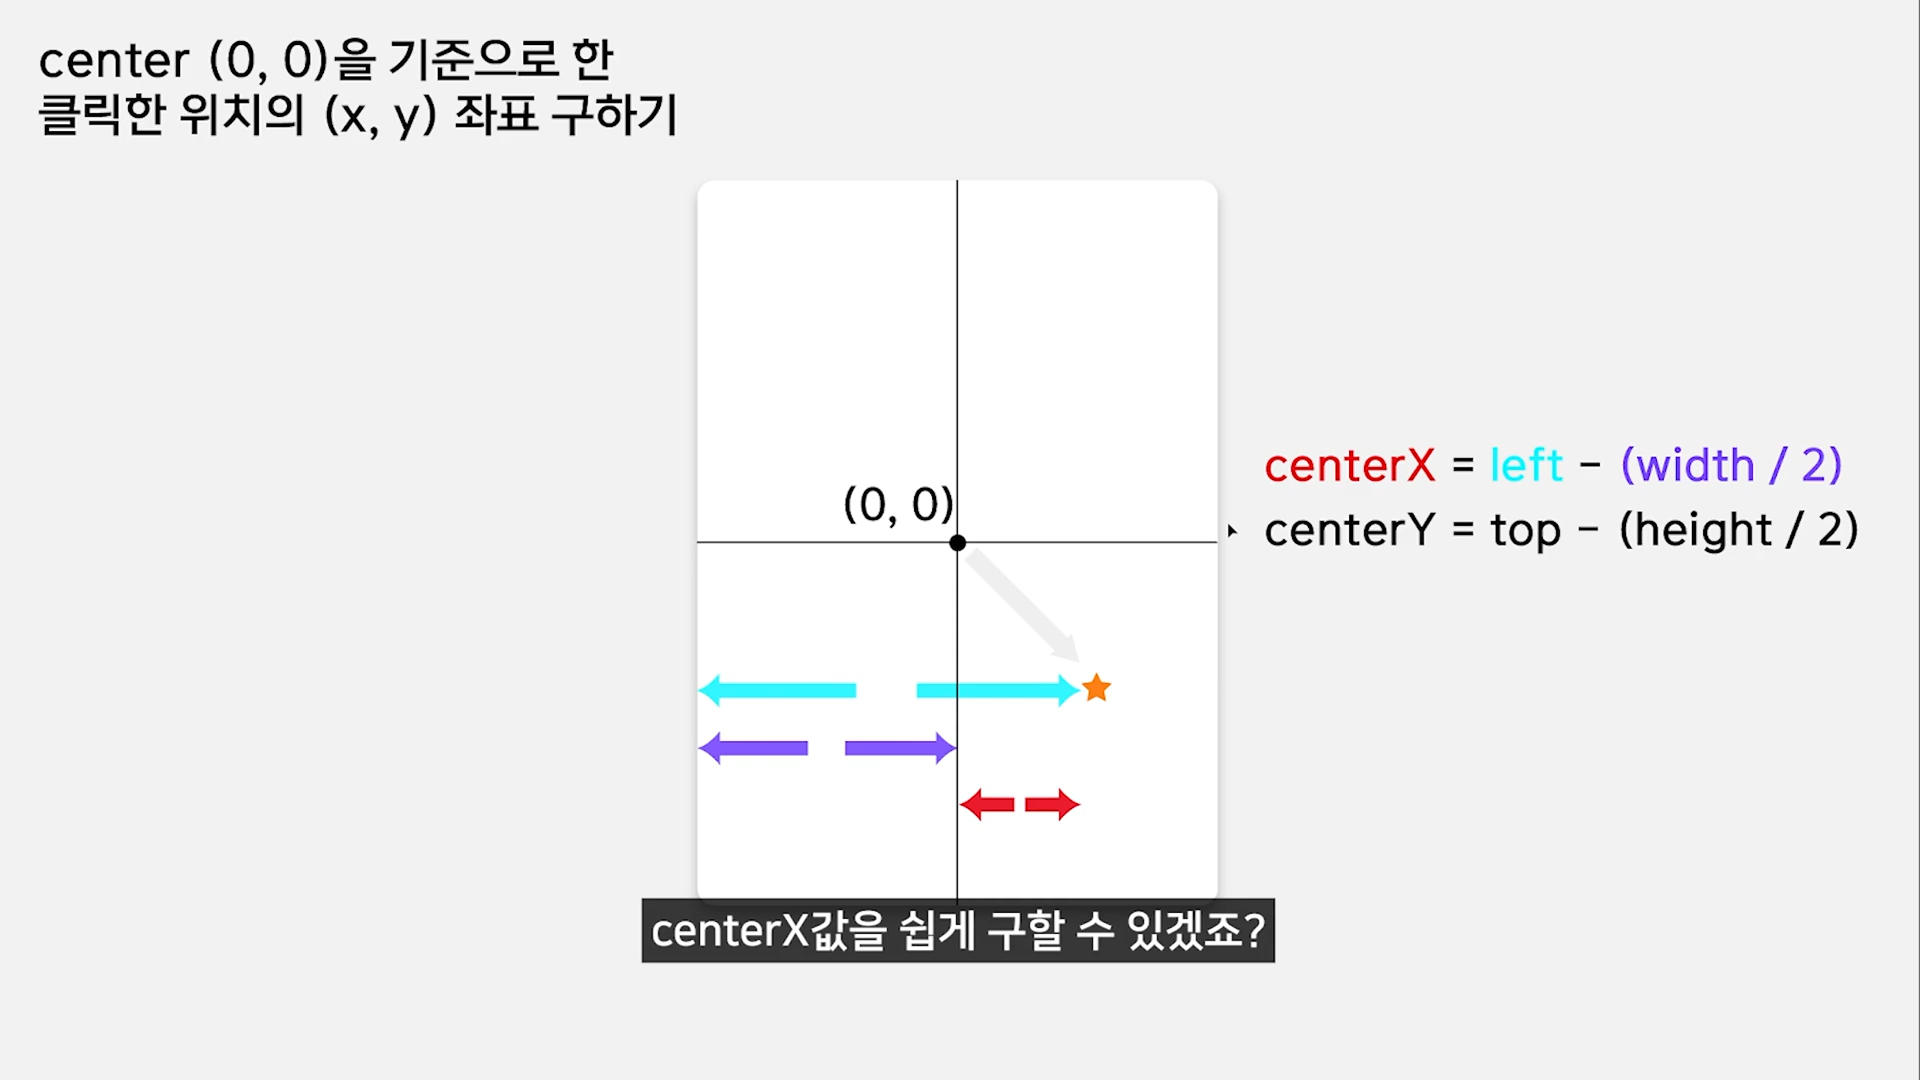 center (0, 0)을 기준으로 한
클릭한 위치의 (x, y) 좌표 구하기
(0, 0)
centerX = left - (width / 2)
centerY = top - (height / 2)
centerX값을 쉽게 구할 수 있겠죠?